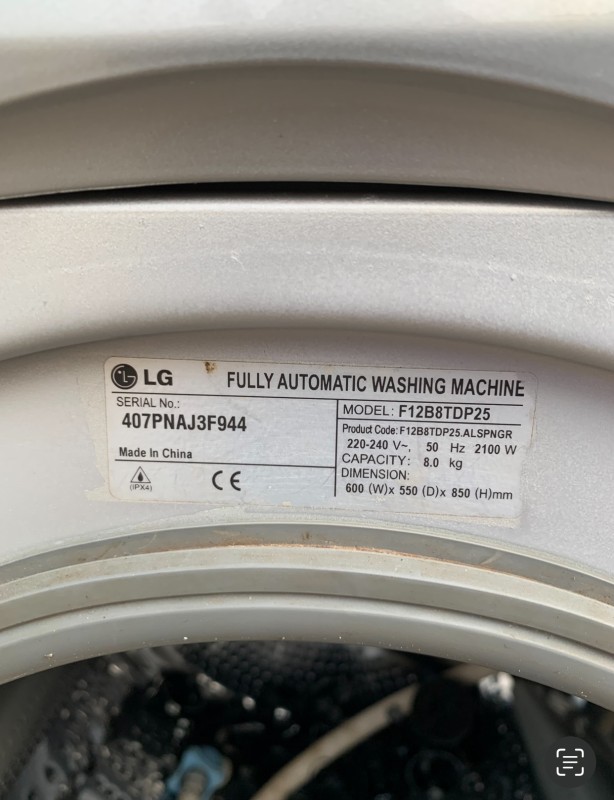 LG FULLY AUTOMATIC WASHING MACHINE
SERIAL No.:
407PNAJ3F944
Made In China
(IPX4)
CE
MODEL: F12B8TDP25
Product Code: F12B8TDP25.ALSPNGR
220-240 V~, 50 Hz 2100 W
CAPACITY: 8.0 kg
DIMENSION:
600 (W)x 550 (D)x 850 (H)mm